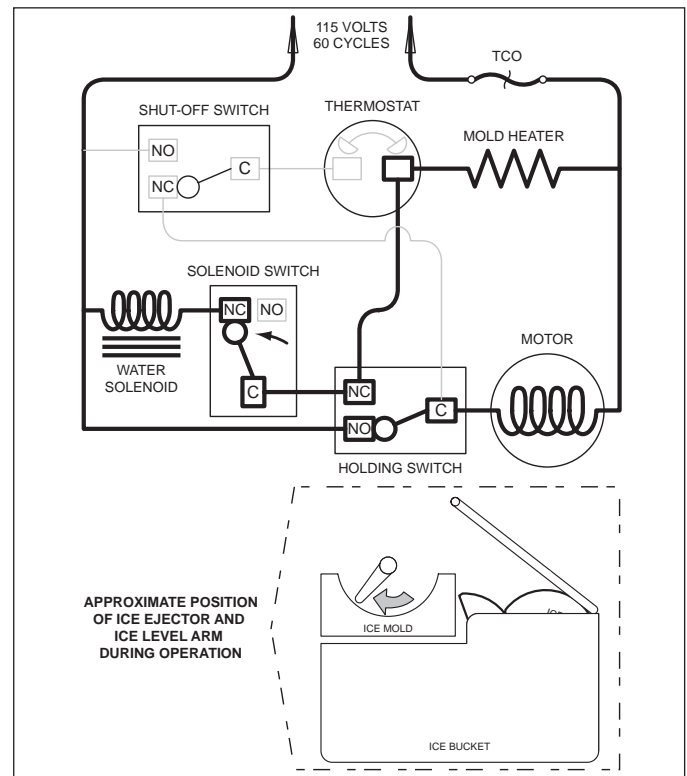 115 VOLTS
60 CYCLES
TCO
SHUT-OFF SWITCH
THERMOSTAT
MOLD HEATER
NO
C
NC
SOLENOID SWITCH
NC
NO
MOTOR
WATER
SOLENOID
C
NC
C
NO
HOLDING SWITCH
APPROXIMATE POSITION
OF ICE EJECTOR AND
ICE LEVEL ARM
DURING OPERATION
ICE MOLD
ICE BUCKET